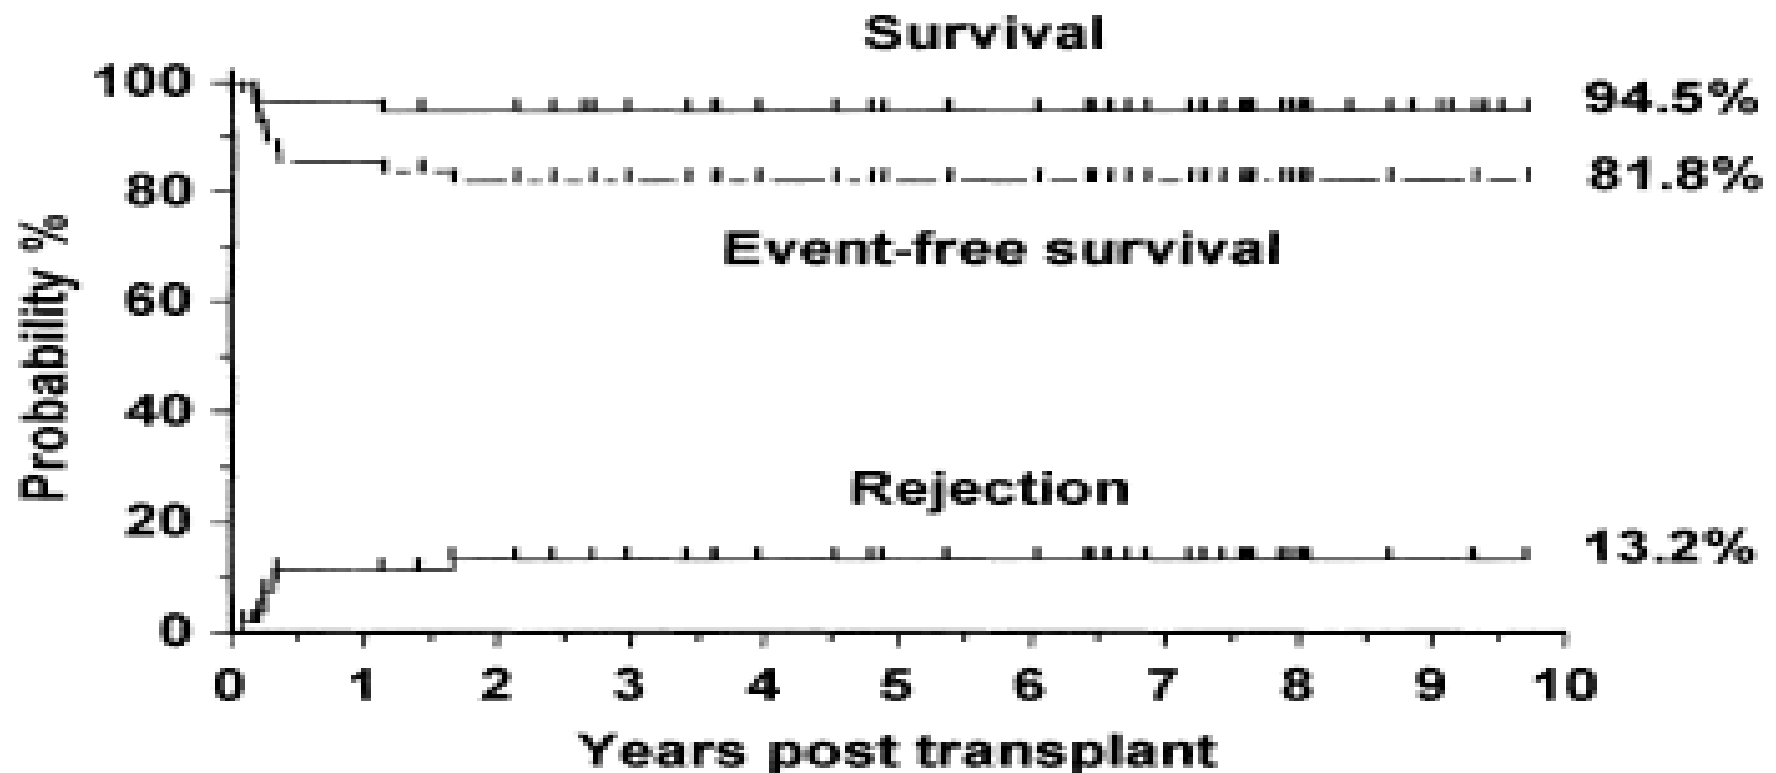 Survival
100
94.5%
80
81.8%
Event-free survival
Probability %
60
40
Rejection
20
13.2%
0
0 1 2 3 4 5 6 7 8 9 10
Years post transplant